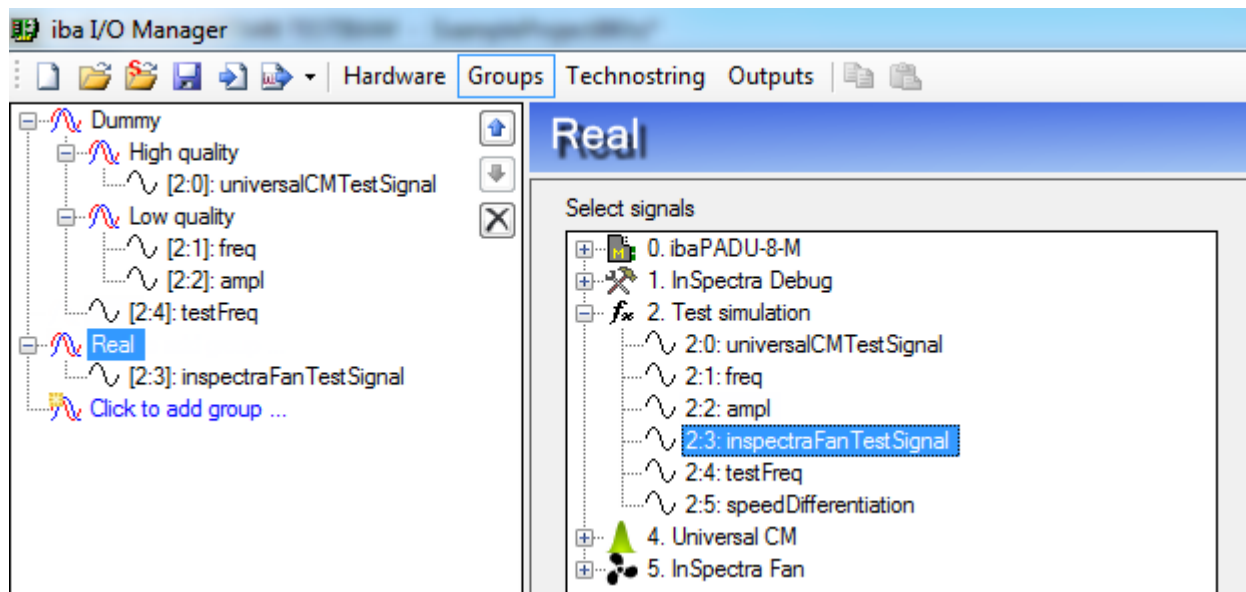 iba I/O Manager
Hardware Groups Technostring Outputs
Dummy
High quality
[2:0]: universalCMTestSignal
Low quality
[2:1]: freq
[2:2]: ampl
[2:4]: testFreq
Real
[2:3]: inspectraFanTestSignal
Click to add group ...
Real
Select signals
0. ibaPADU-8-M
1. InSpectra Debug
2. Test simulation
2:0: universalCMTestSignal
2:1: freq
2:2: ampl
2:3: inspectraFanTestSignal
2:4: testFreq
2:5: speedDifferentiation
4. Universal CM
5. InSpectra Fan